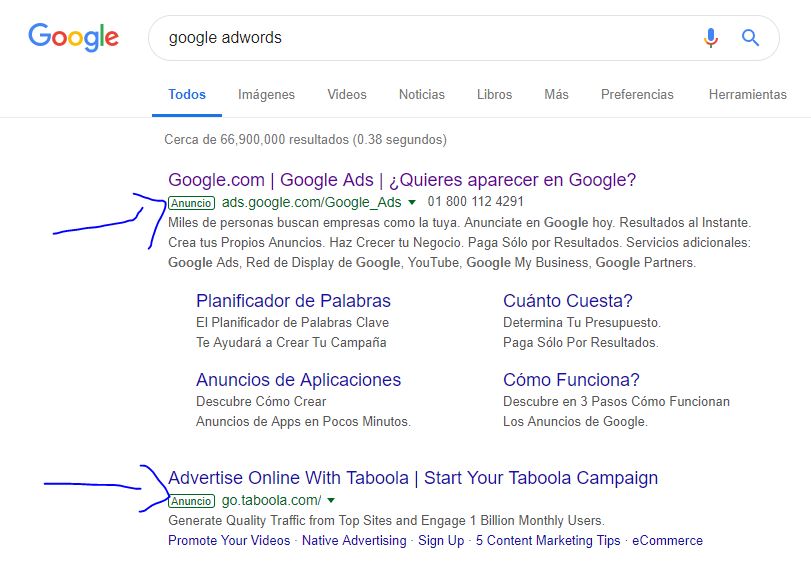 Google
google adwords
Todos Imágenes Videos Noticias Libros Más Preferencias Herramientas
Cerca de 66,900,000 resultados (0.38 segundos)
Google.com | Google Ads | ¿Quieres aparecer en Google?
Anuncio ads.google.com/Google_Ads 01 800 112 4291
Miles de personas buscan empresas como la tuya. Anunciate en Google hoy. Resultados al Instante.
Crea tus Propios Anuncios. Haz Crecer tu Negocio. Paga Sólo por Resultados. Servicios adicionales:
Google Ads, Red de Display de Google, YouTube, Google My Business, Google Partners.
Planificador de Palabras
El Planificador de Palabras Clave
Te Ayudará a Crear Tu Campaña
Cuánto Cuesta?
Determina Tu Presupuesto.
Paga Sólo Por Resultados.
Anuncios de Aplicaciones
Descubre Cómo Crear
Anuncios de Apps en Pocos Minutos.
Cómo Funciona?
Descubre en 3 Pasos Cómo Funcionan
Los Anuncios de Google.
Advertise Online With Taboola | Start Your Taboola Campaign
Anuncio go.taboola.com/
Generate Quality Traffic from Top Sites and Engage 1 Billion Monthly Users.
Promote Your Videos · Native Advertising · Sign Up · 5 Content Marketing Tips · eCommerce